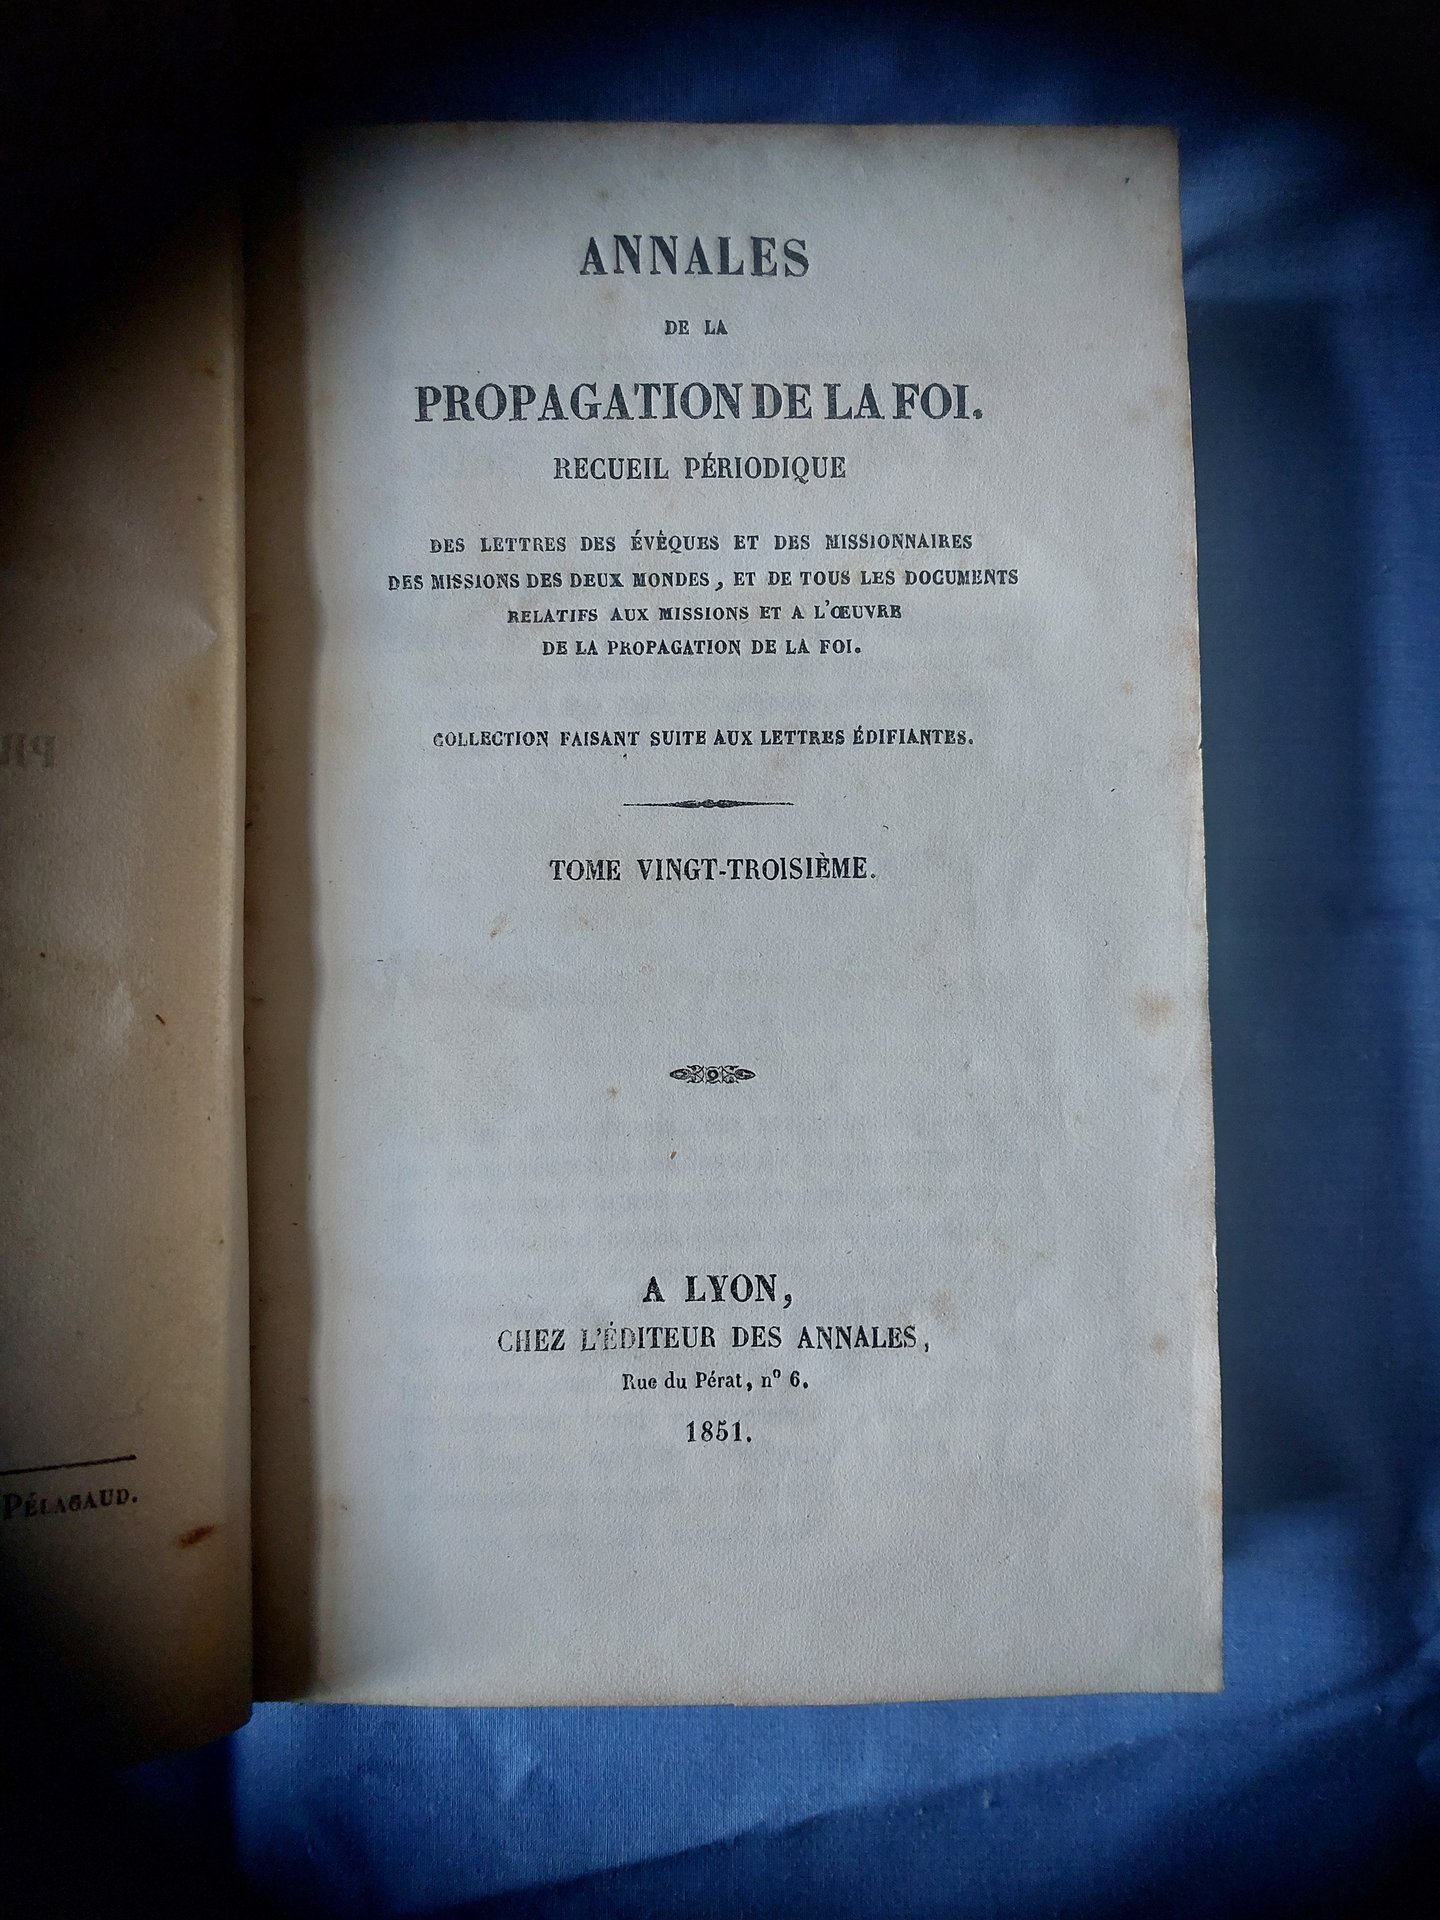 ANNALES
DE LA
PROPAGATION DE LA FOI.
RECUEIL PÉRIODIQUE
DES LETTRES DES ÉVÊQUES ET DES MISSIONNAIRES
DES MISSIONS DES DEUX MONDES, ET DE TOUS LES DOCUMENTS
RELATIFS AUX MISSIONS ET A L'ŒUVRE
DE LA PROPAGATION DE LA FOI.
COLLECTION FAISANT SUITE AUX LETTRES ÉDIFIANTES.
TOME VINGT-TROISIÈME.
A LYON,
CHEZ L'ÉDITEUR DES ANNALES,
Rue du Pérat, nº 6.
1851.
PÉLAGAUD.